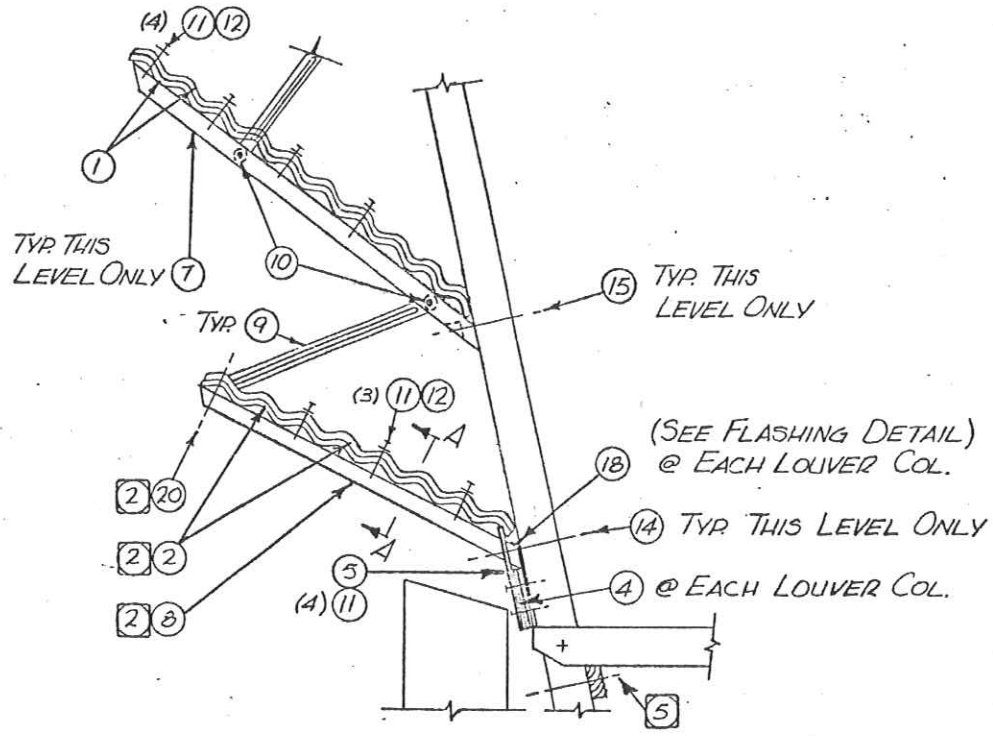 (4) 11 12
1
TYP. THIS
LEVEL ONLY 7
10
15 TYP. THIS
LEVEL ONLY
TYP. 9
(3) 11 12
A
(SEE FLASHING DETAIL)
18 @ EACH LOUVER COL.
2 20
A
14 TYP. THIS LEVEL ONLY
2 2
5
(4) 11
4 @ EACH LOUVER COL.
2 8
5